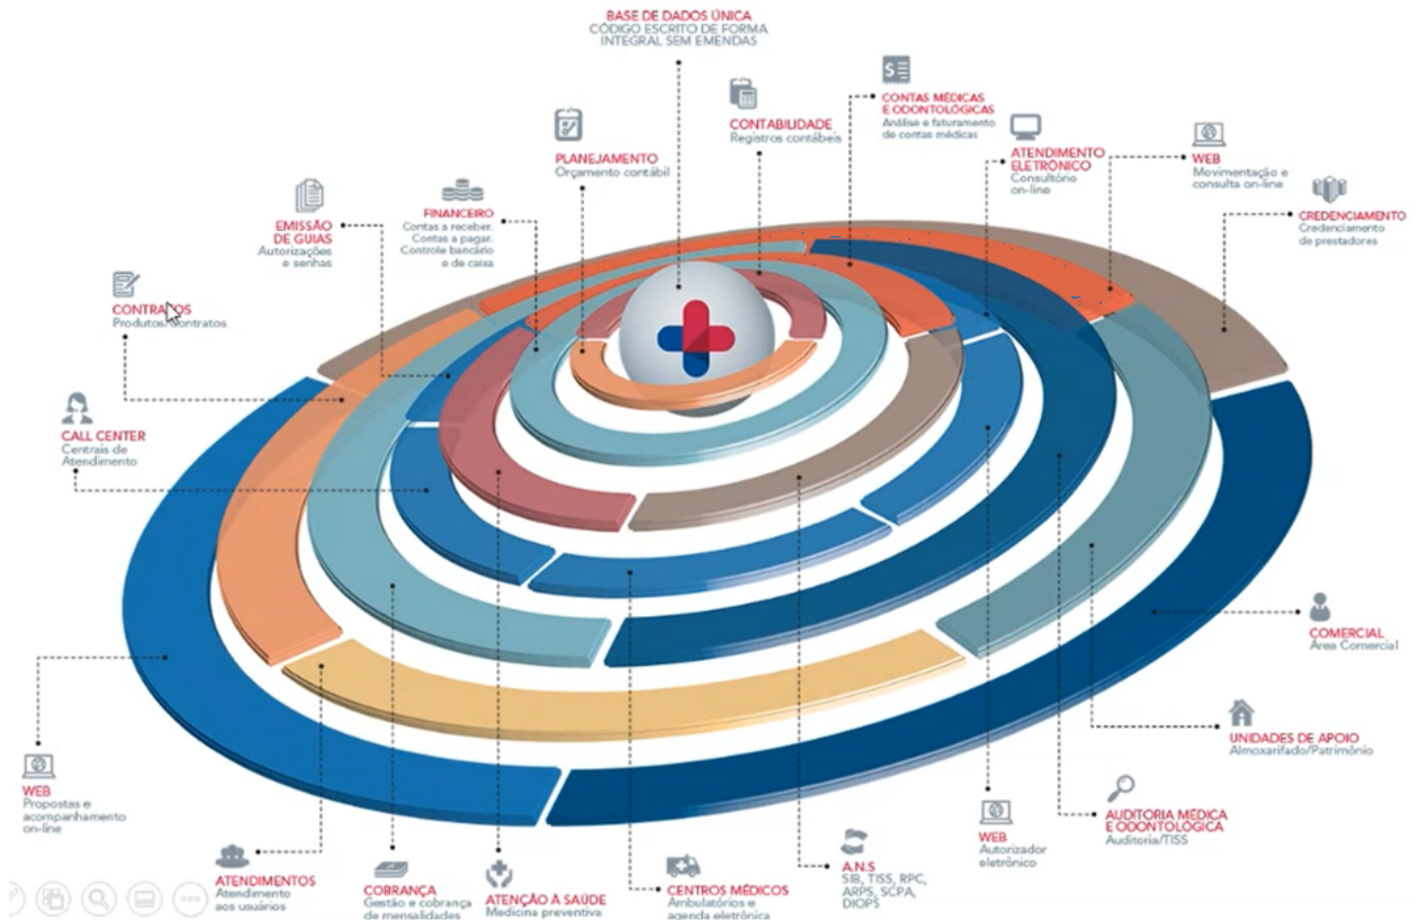 BASE DE DADOS ÚNICA
CÓDIGO ESCRITO DE FORMA
INTEGRAL SEM EMENDAS
CONTAS MÉDICAS
E ODONTOLÓGICAS
Análise e faturamento
de contas médicas
CONTABILIDADE
Registros contábeis
PLANEJAMENTO
Orçamento contábil
ATENDIMENTO
ELETRÔNICO
Consultório
on-line
WEB
Movimentação e
consulta on-line
CREDENCIAMENTO
Credenciamento
de prestadores
FINANCEIRO
Contas a receber.
Contas a pagar.
Controle bancário
e de caixa
EMISSÃO
DE GUIAS
Autorizações
e senhas
CONTRATOS
Produtos/Contratos
CALL CENTER
Centrais de
Atendimento
COMERCIAL
Área Comercial
UNIDADES DE APOIO
Almoxarifado/Patrimônio
WEB
Propostas e
acompanhamento
on-line
AUDITORIA MÉDICA
E ODONTOLÓGICA
Auditoria/TISS
WEB
Autorizador
eletrônico
A.N.S
SIB, TISS, RPC,
ARPS, SCPA,
DIOPS
ATENDIMENTOS
Atendimento
aos usuários
COBRANÇA
Gestão e cobrança
de mensalidades
ATENÇÃO À SAÚDE
Medicina preventiva
CENTROS MÉDICOS
Ambulatórios e
agenda eletrônica